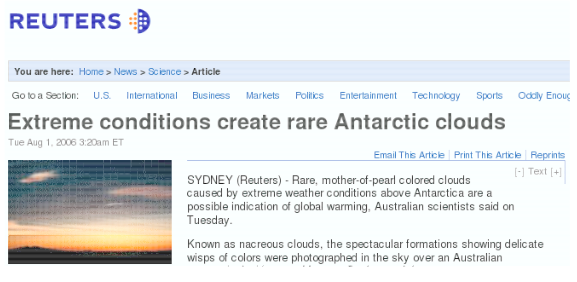 REUTERS
You are here: Home > News > Science > Article
Go to a Section: U.S. International Business Markets Politics Entertainment Technology Sports Oddly Enoug
Extreme conditions create rare Antarctic clouds
Tue Aug 1, 2006 3:20am ET
Email This Article | Print This Article | Reprints
[-] Text [+]
SYDNEY (Reuters) - Rare, mother-of-pearl colored clouds
caused by extreme weather conditions above Antarctica are a
possible indication of global warming, Australian scientists said on
Tuesday.
Known as nacreous clouds, the spectacular formations showing delicate
wisps of colors were photographed in the sky over an Australian